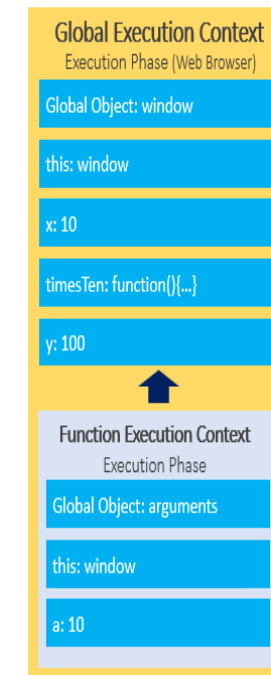 Global Execution Context
Execution Phase (Web Browser)
Global Object: window
this: window
x: 10
timesTen: function(){...}
y: 100
Function Execution Context
Execution Phase
Global Object: arguments
this: window
a: 10